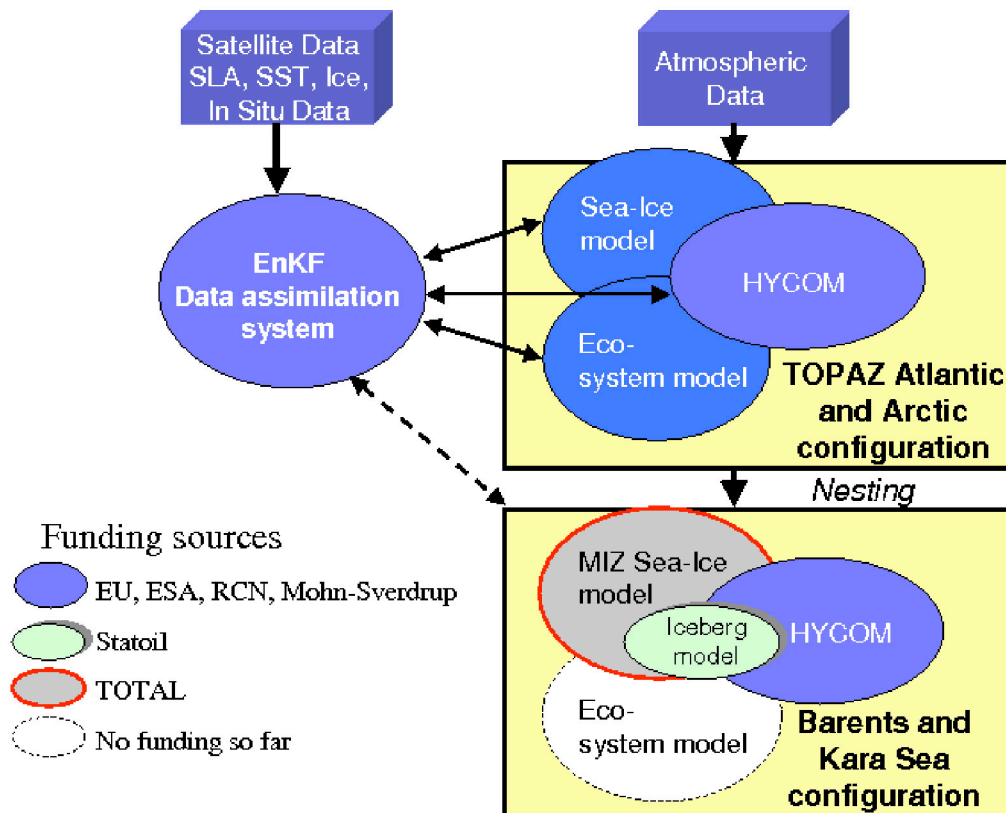 Satellite Data
SLA, SST, Ice,
In Situ Data
Atmospheric
Data
EnKF
Data assimilation
system
Sea-Ice
model
HYCOM
Eco-
system model
TOPAZ Atlantic
and Arctic
configuration
Nesting
Funding sources
EU, ESA, RCN, Mohn-Sverdrup
Statoil
TOTAL
No funding so far
MIZ Sea-Ice
model
Iceberg
model
HYCOM
Eco-
system model
Barents and
Kara Sea
configuration